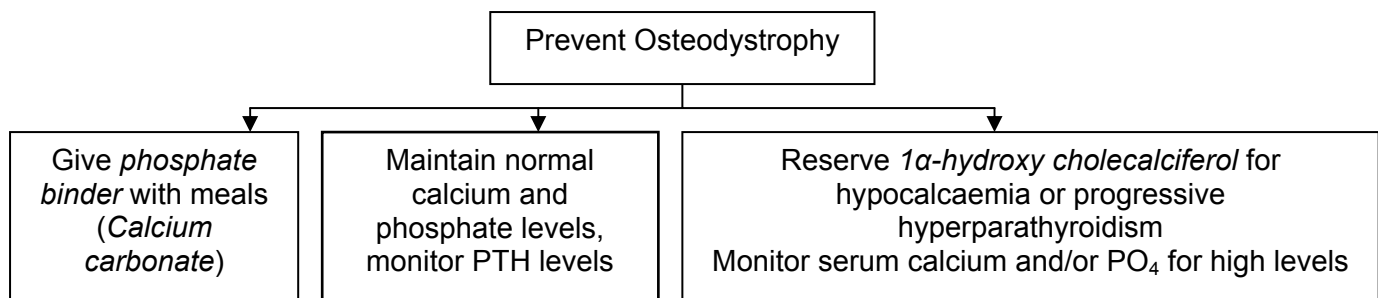 Prevent Osteodystrophy
Give phosphate
binder with meals
(Calcium
carbonate)
Maintain normal
calcium and
phosphate levels,
monitor PTH levels
Reserve 1α-hydroxy cholecalciferol for
hypocalcaemia or progressive
hyperparathyroidism
Monitor serum calcium and/or PO₄ for high levels